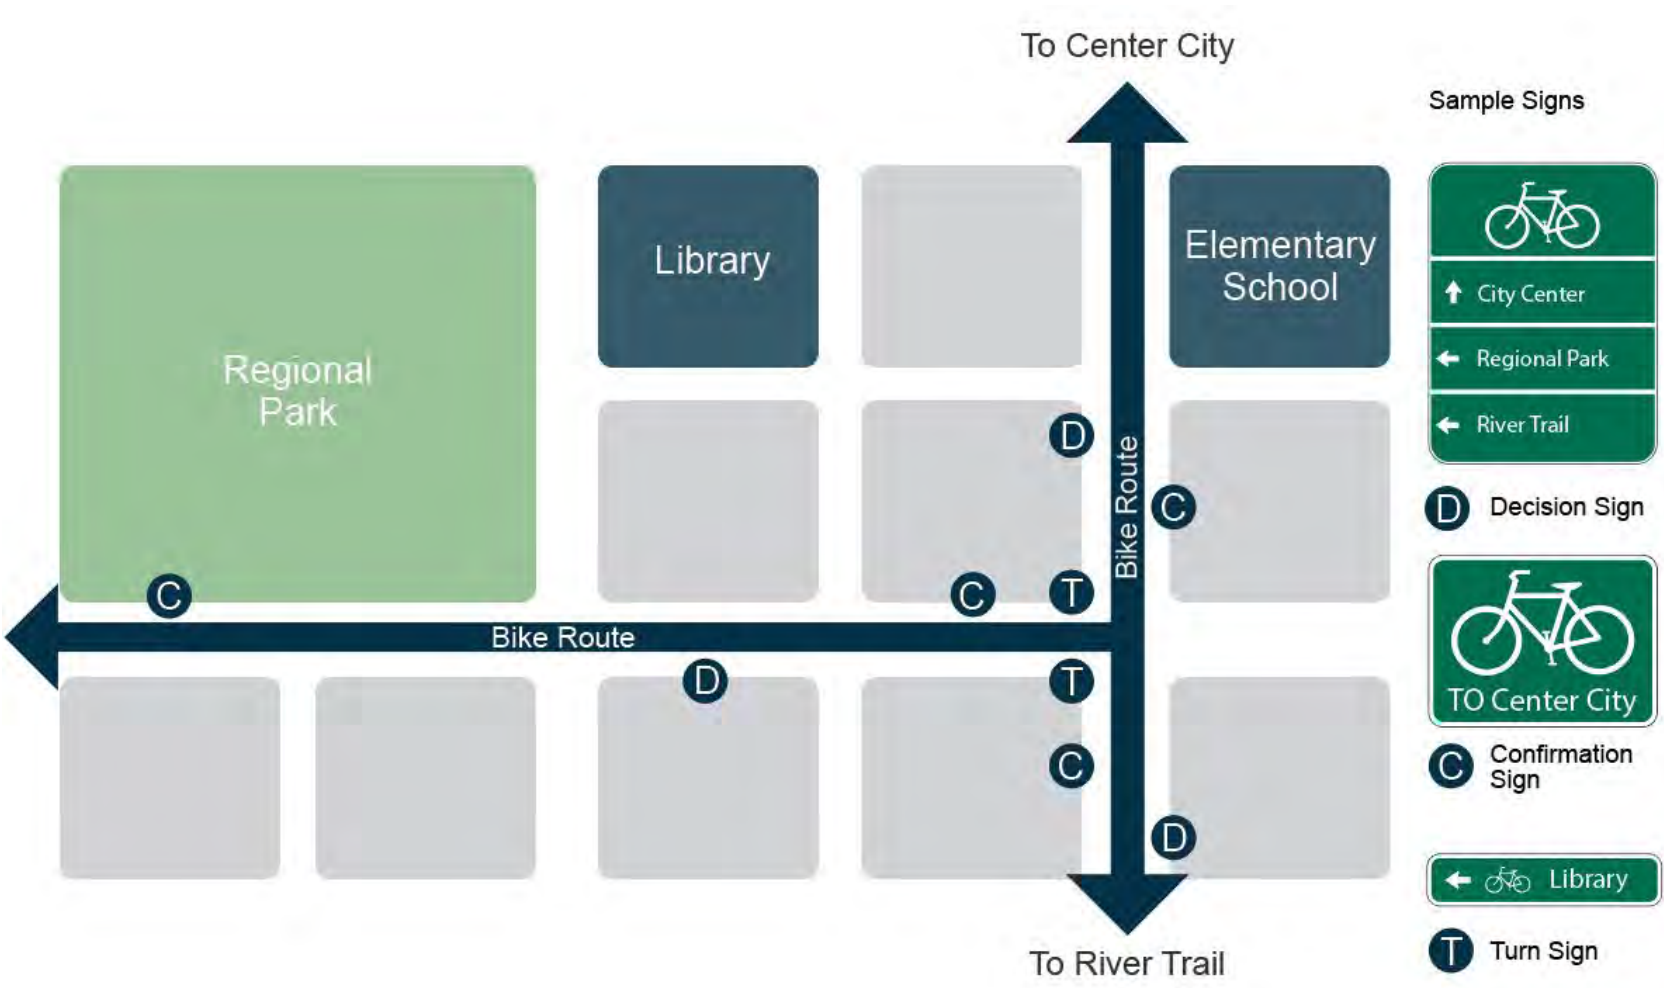 To Center City
Sample Signs
Library
Elementary
School
City Center
Regional
Park
Regional Park
River Trail
D
Bike Route
C
D Decision Sign
C
C
T
Bike Route
TO Center City
D
T
C
C Confirmation
Sign
D
Library
T Turn Sign
To River Trail